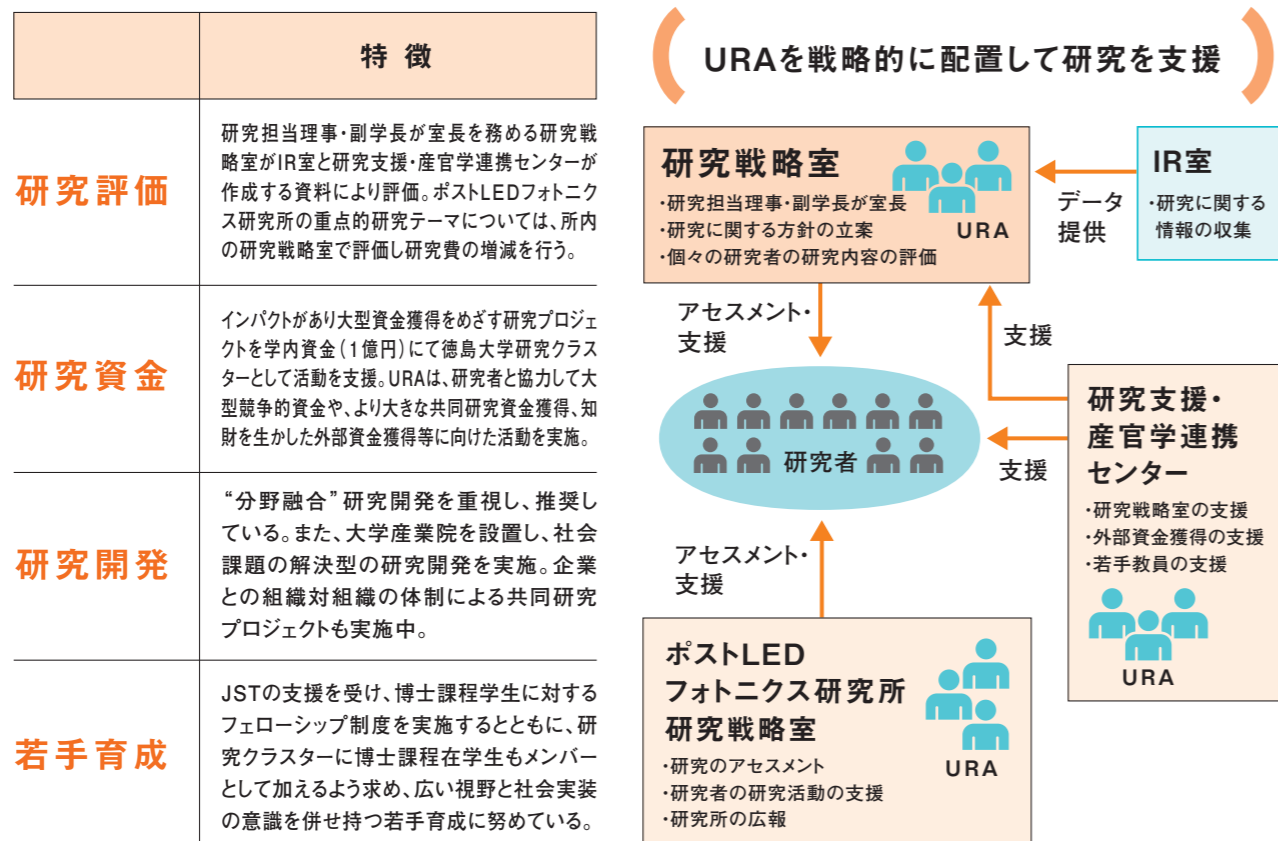 特 徴
研究評価
研究担当理事・副学長が室長を務める研究戦
略室がIR室と研究支援・産官学連携センターが
作成する資料により評価。ポストLEDフォトニク
ス研究所の重点的研究テーマについては、所内
の研究戦略室で評価し研究費の増減を行う。
研究資金
インパクトがあり大型資金獲得をめざす研究プロジェ
クトを学内資金(1億円)にて徳島大学研究クラス
ターとして活動を支援。URAは、研究者と協力して大
型競争的資金や、より大きな共同研究資金獲得、知
財を生かした外部資金獲得等に向けた活動を実施。
研究開発
“分野融合”研究開発を重視し、推奨し
ている。また、大学産業院を設置し、社会
課題の解決型の研究開発を実施。企業
との組織対組織の体制による共同研究
プロジェクトも実施中。
若手育成
JSTの支援を受け、博士課程学生に対する
フェローシップ制度を実施するとともに、研
究クラスターに博士課程在学生もメンバー
として加えるよう求め、広い視野と社会実装
の意識を併せ持つ若手育成に努めている。
URAを戦略的に配置して研究を支援
研究戦略室
・研究担当理事・副学長が室長
・研究に関する方針の立案
・個々の研究者の研究内容の評価
URA
データ
提供
IR室
・研究に関する
情報の収集
アセスメント・
支援
支援
研究者
支援
研究支援・
産官学連携
センター
・研究戦略室の支援
・外部資金獲得の支援
・若手教員の支援
URA
アセスメント・
支援
ポストLED
フォトニクス研究所
研究戦略室
・研究のアセスメント
・研究者の研究活動の支援
・研究所の広報
URA